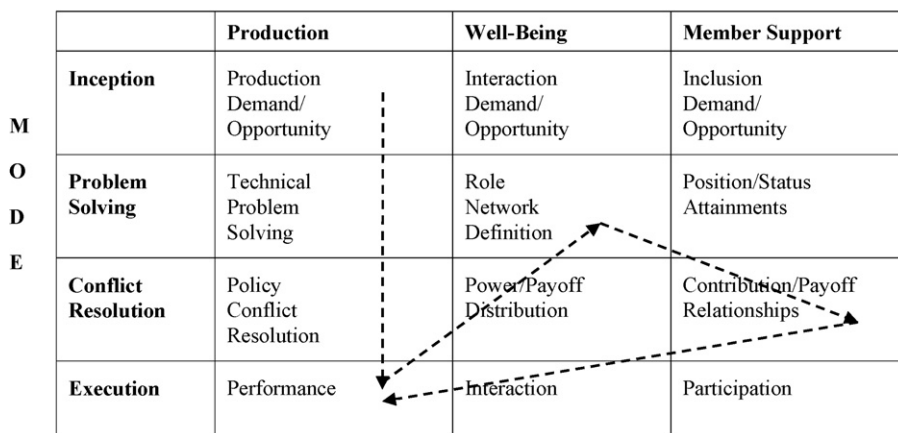 Production Well-Being Member Support
Inception Production Interaction Inclusion
Demand/ Demand/ Demand/
Opportunity Opportunity Opportunity
M
O
D
E
Problem Technical Role Position/Status
Solving Problem Network Attainments
Solving Definition
Conflict Policy Power/Payoff Contribution/Payoff
Resolution Conflict Distribution Relationships
Resolution
Execution Performance Interaction Participation